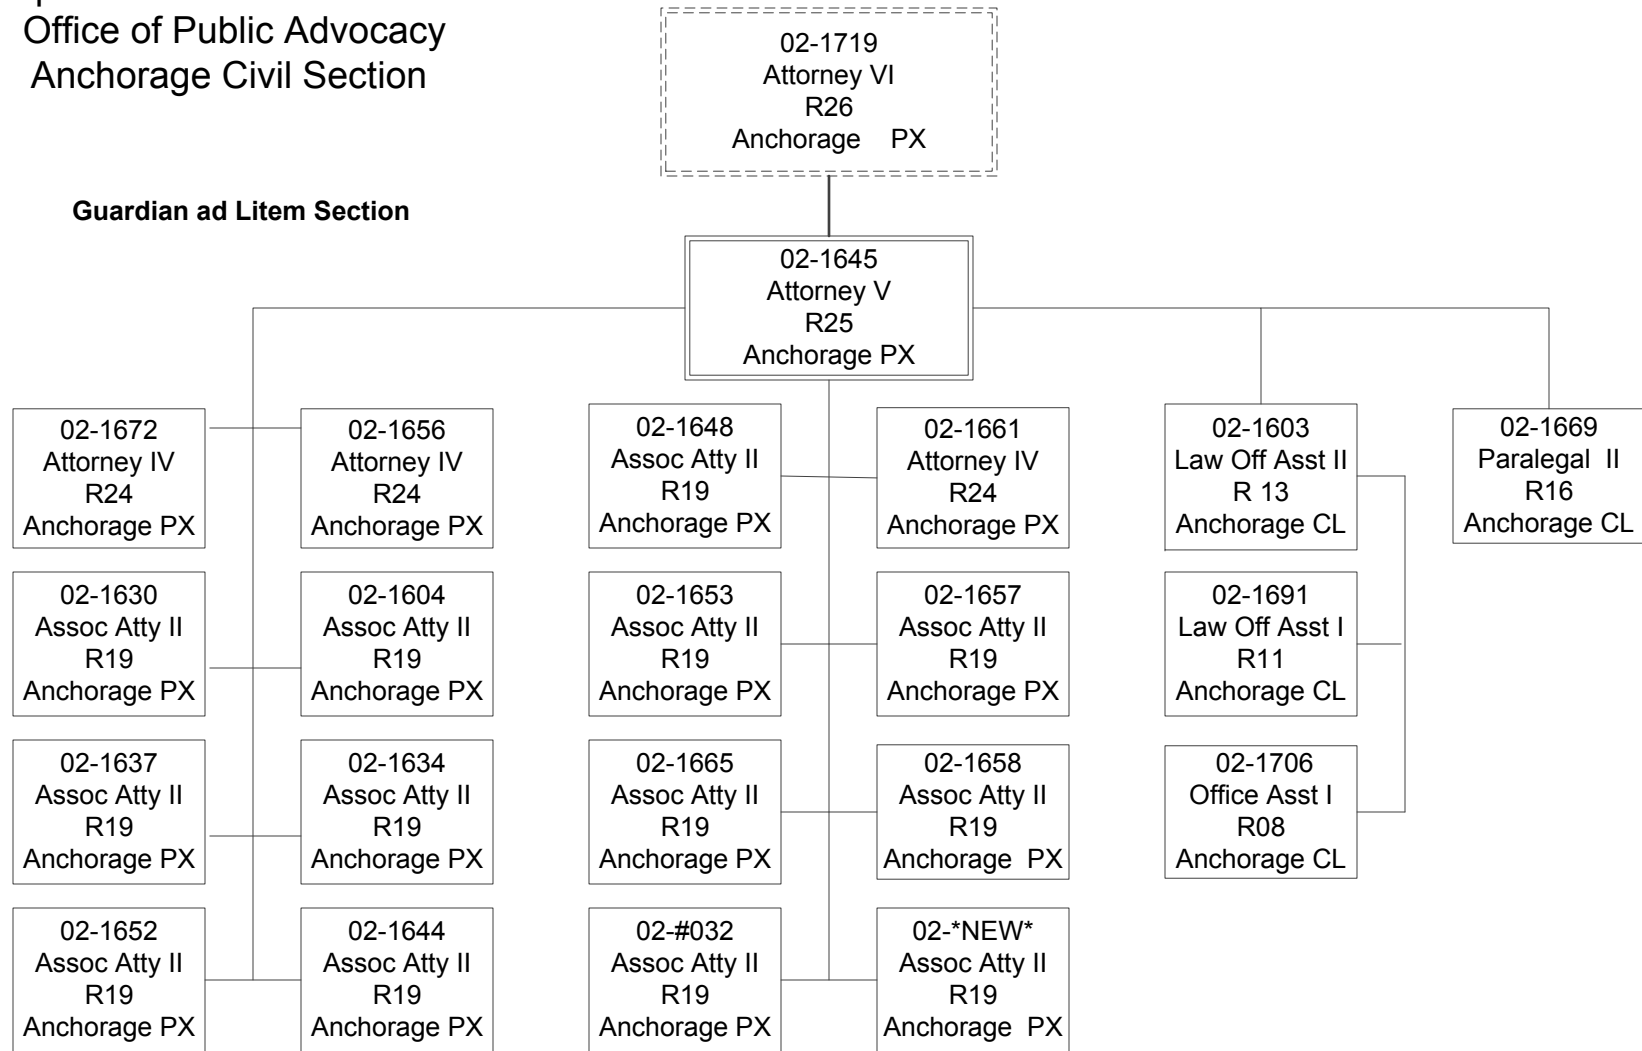 Office of Public Advocacy
Anchorage Civil Section
02-1719
Attorney VI
R26
Anchorage PX
Guardian ad Litem Section
02-1645
Attorney V
R25
Anchorage PX
02-1672
Attorney IV
R24
Anchorage PX
02-1656
Attorney IV
R24
Anchorage PX
02-1648
Assoc Atty II
R19
Anchorage PX
02-1661
Attorney IV
R24
Anchorage PX
02-1603
Law Off Asst II
R 13
Anchorage CL
02-1669
Paralegal II
R16
Anchorage CL
02-1630
Assoc Atty II
R19
Anchorage PX
02-1604
Assoc Atty II
R19
Anchorage PX
02-1653
Assoc Atty II
R19
Anchorage PX
02-1657
Assoc Atty II
R19
Anchorage PX
02-1691
Law Off Asst I
R11
Anchorage CL
02-1637
Assoc Atty II
R19
Anchorage PX
02-1634
Assoc Atty II
R19
Anchorage PX
02-1665
Assoc Atty II
R19
Anchorage PX
02-1658
Assoc Atty II
R19
Anchorage PX
02-1706
Office Asst I
R08
Anchorage CL
02-1652
Assoc Atty II
R19
Anchorage PX
02-1644
Assoc Atty II
R19
Anchorage PX
02-#032
Assoc Atty II
R19
Anchorage PX
02-*NEW*
Assoc Atty II
R19
Anchorage PX